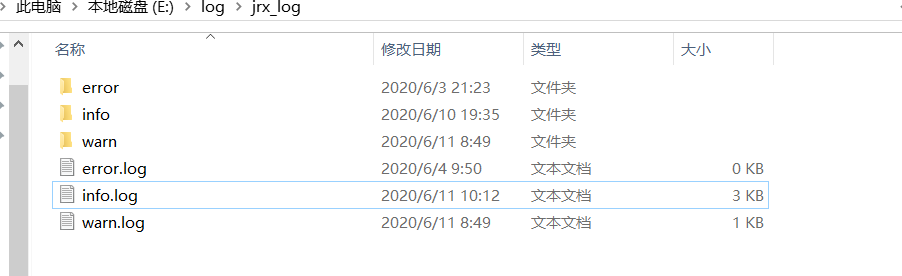 此电脑 > 本地磁盘 (E:) > log > jrx_log
名称 修改日期 类型 大小
error 2020/6/3 21:23 文件夹
info 2020/6/10 19:35 文件夹
warn 2020/6/11 8:49 文件夹
error.log 2020/6/4 9:50 文本文档 0 KB
info.log 2020/6/11 10:12 文本文档 3 KB
warn.log 2020/6/11 8:49 文本文档 1 KB